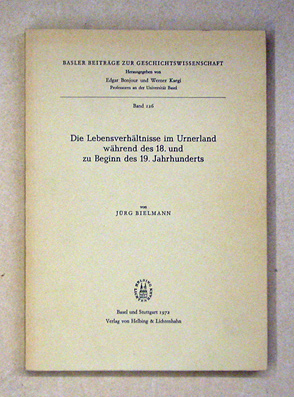 BASLER BEITRÄGE ZUR GESCHICHTSWISSENSCHAFT
Herausgegeben von
Edgar Bonjour und Werner Kaegi
Professoren an der Universität Basel
Band 126
Die Lebensverhältnisse im Urnerland
während des 18. und
zu Beginn des 19. Jahrhunderts
von
JÜRG BIELMANN
Basel und Stuttgart 1972
Verlag von Helbing & Lichtenhahn